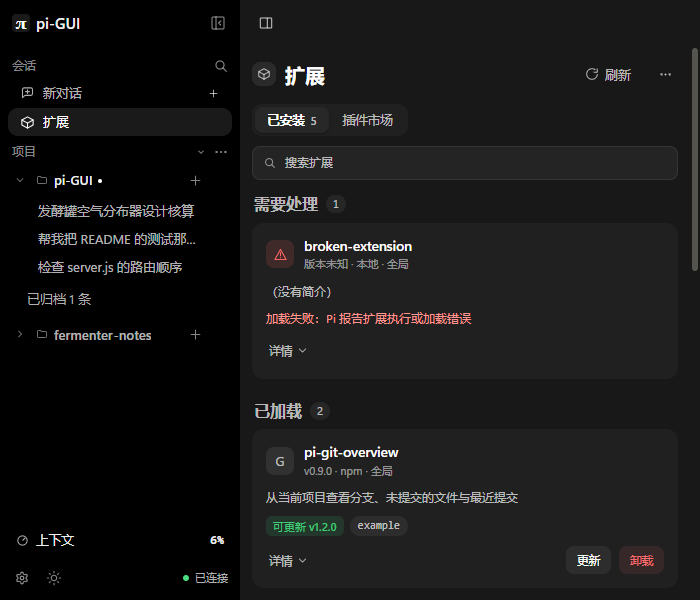 π pi-GUI
会话
新对话
扩展
项目
pi-GUI
发酵罐空气分布器设计核算
帮我把 README 的测试那...
检查 server.js 的路由顺序
已归档 1 条
fermenter-notes
上下文 6%
已连接
扩展
刷新
已安装 5 插件市场
搜索扩展
需要处理 1
broken-extension
版本未知 · 本地 · 全局
（没有简介）
加载失败：Pi 报告扩展执行或加载错误
详情
已加载 2
G
pi-git-overview
v0.9.0 · npm · 全局
从当前项目查看分支、未提交的文件与最近提交
可更新 v1.2.0 example
详情 更新 卸载